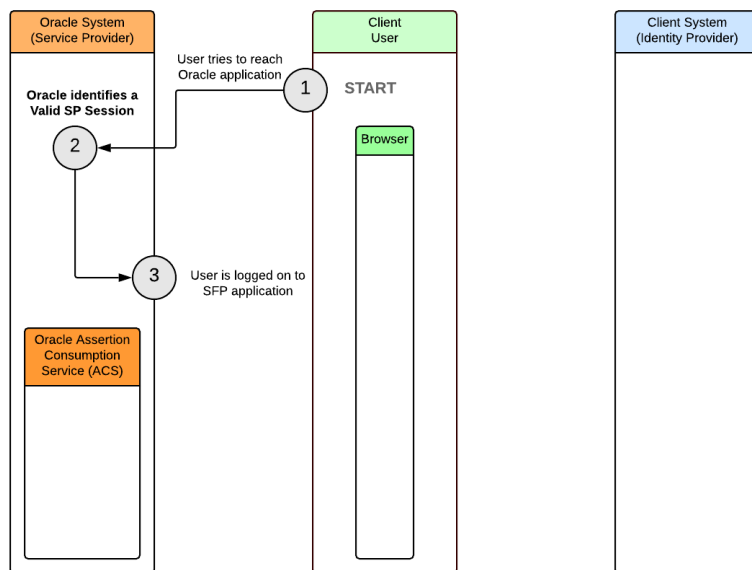 Oracle System
(Service Provider)
Client
User
Client System
(Identity Provider)
User tries to reach
Oracle application
1
START
Oracle identifies a
Valid SP Session
2
Browser
3
User is logged on to
SFP application
Oracle Assertion
Consumption
Service (ACS)